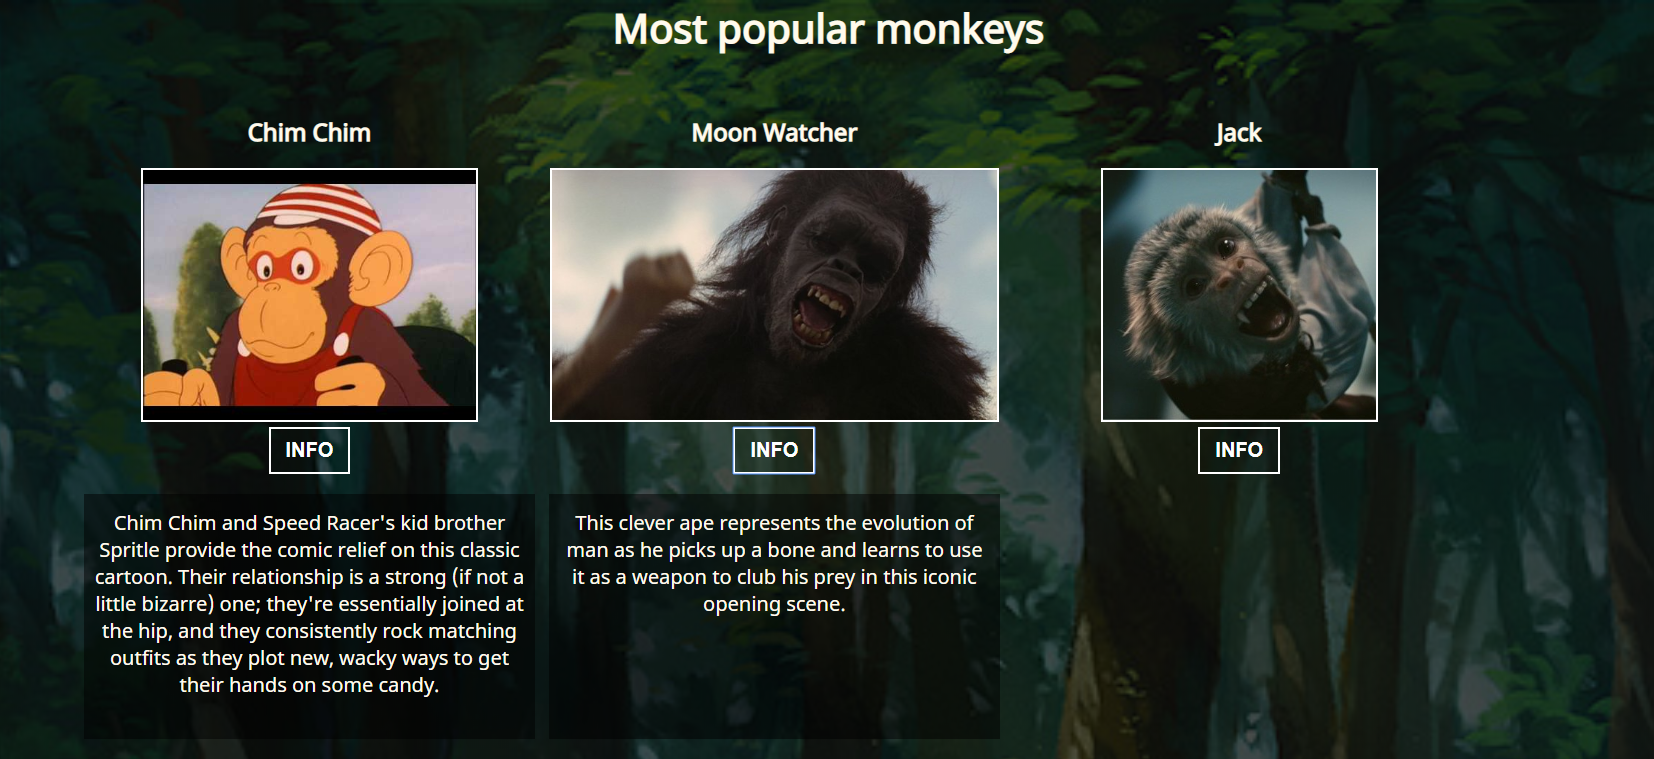 Most popular monkeys
Chim Chim
Moon Watcher
Jack
INFO
INFO
INFO
Chim Chim and Speed Racer's kid brother
Spritle provide the comic relief on this classic
cartoon. Their relationship is a strong (if not a
little bizarre) one; they're essentially joined at
the hip, and they consistently rock matching
outfits as they plot new, wacky ways to get
their hands on some candy.
This clever ape represents the evolution of
man as he picks up a bone and learns to use
it as a weapon to club his prey in this iconic
opening scene.